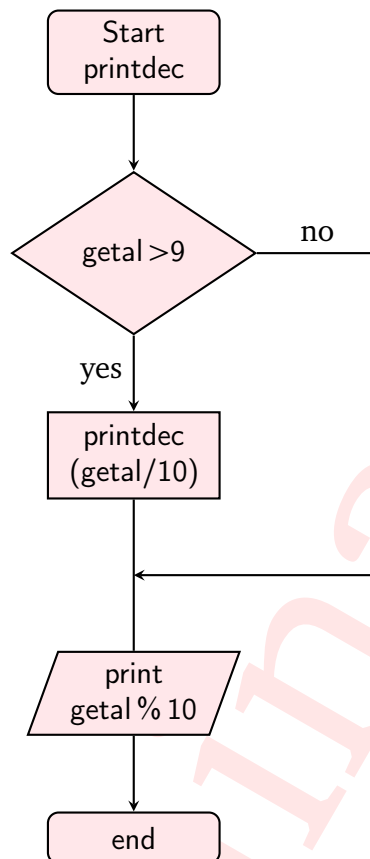 Start
printdec
getal >9
no
yes
printdec
(getal/10)
print
getal % 10
end